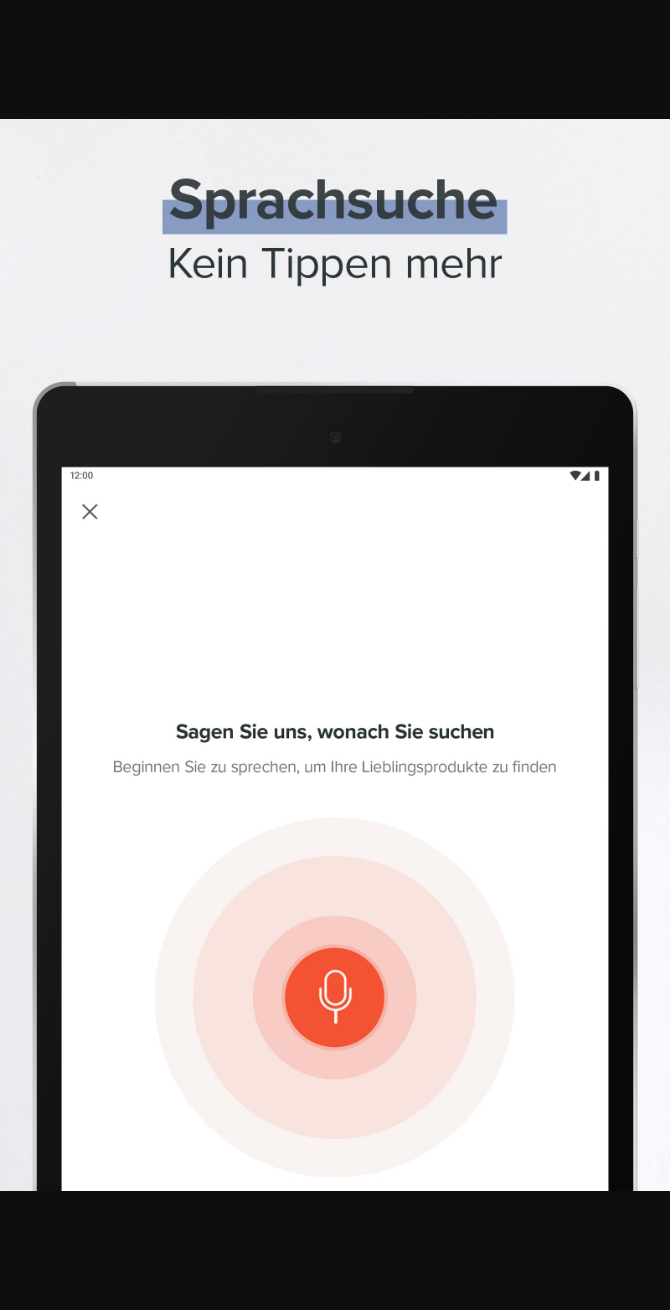 Sprachsuche
Kein Tippen mehr
12:00
Sagen Sie uns, wonach Sie suchen
Beginnen Sie zu sprechen, um Ihre Lieblingsprodukte zu finden